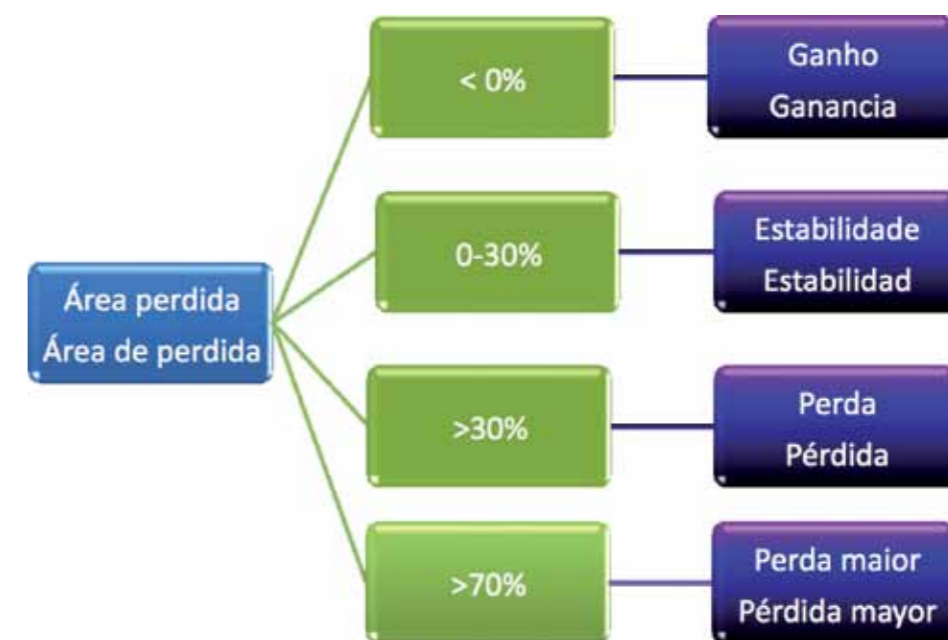 Área perdida
Área de perdida
< 0%
Ganho
Ganancia
0-30%
Estabilidade
Estabilidad
>30%
Perda
Pérdida
>70%
Perda maior
Pérdida mayor